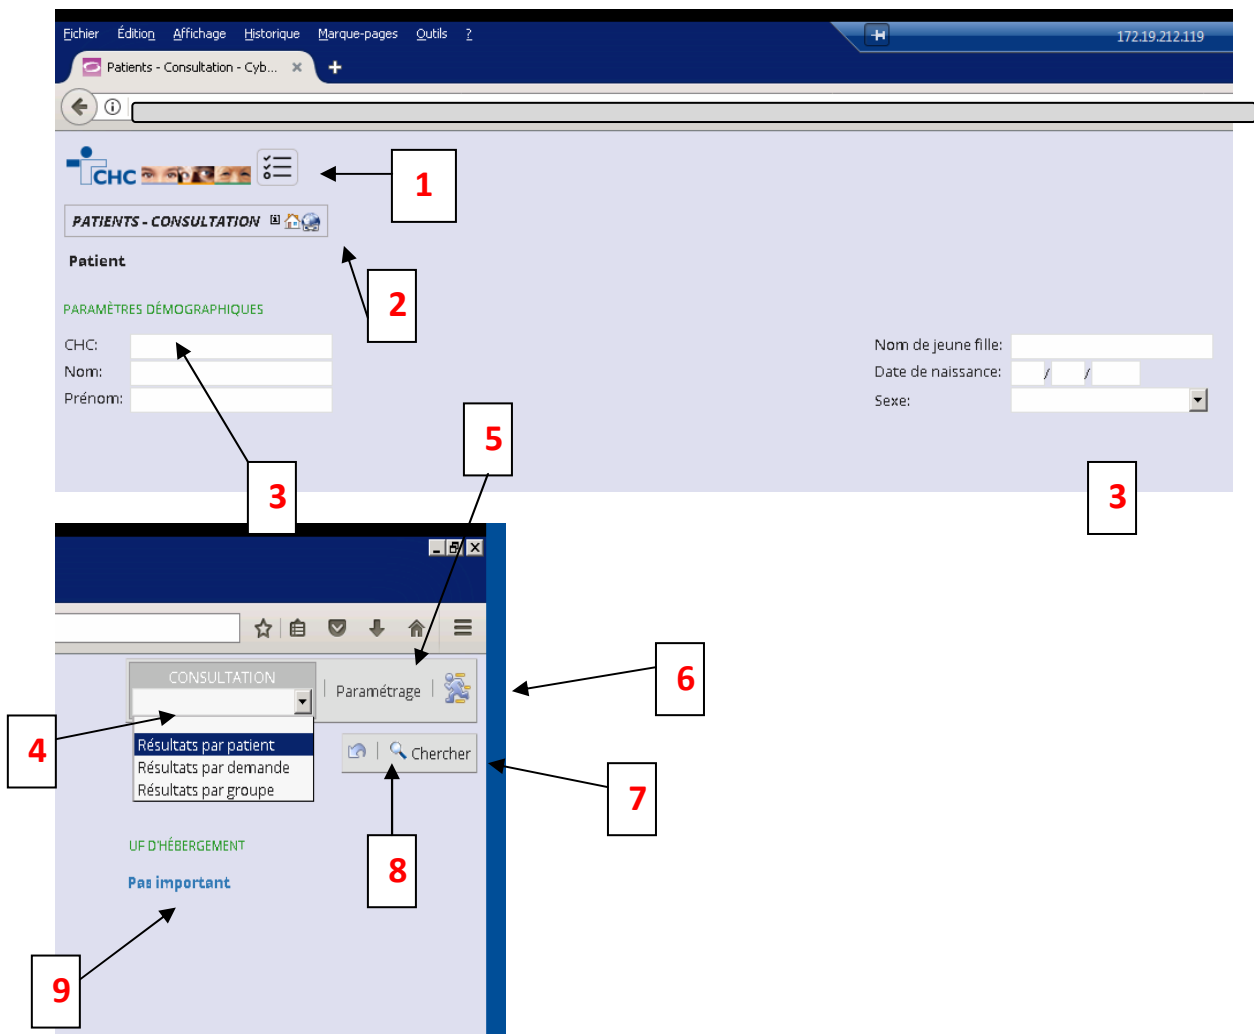 Fichier Édition Affichage Historique Marque-pages Outils ?
172.19.212.119
Patients - Consultation - Cyb... × +
CHC
1
PATIENTS - CONSULTATION
2
Patient
PARAMÈTRES DÉMOGRAPHIQUES
CHC:
Nom de jeune fille:
Nom:
Date de naissance: / /
Prénom:
Sexe:
5
3
3
CONSULTATION
Paramétrage
6
4
Résultats par patient
Résultats par demande
Résultats par groupe
Chercher
7
UF D'HÉBERGEMENT
8
Pas important
9